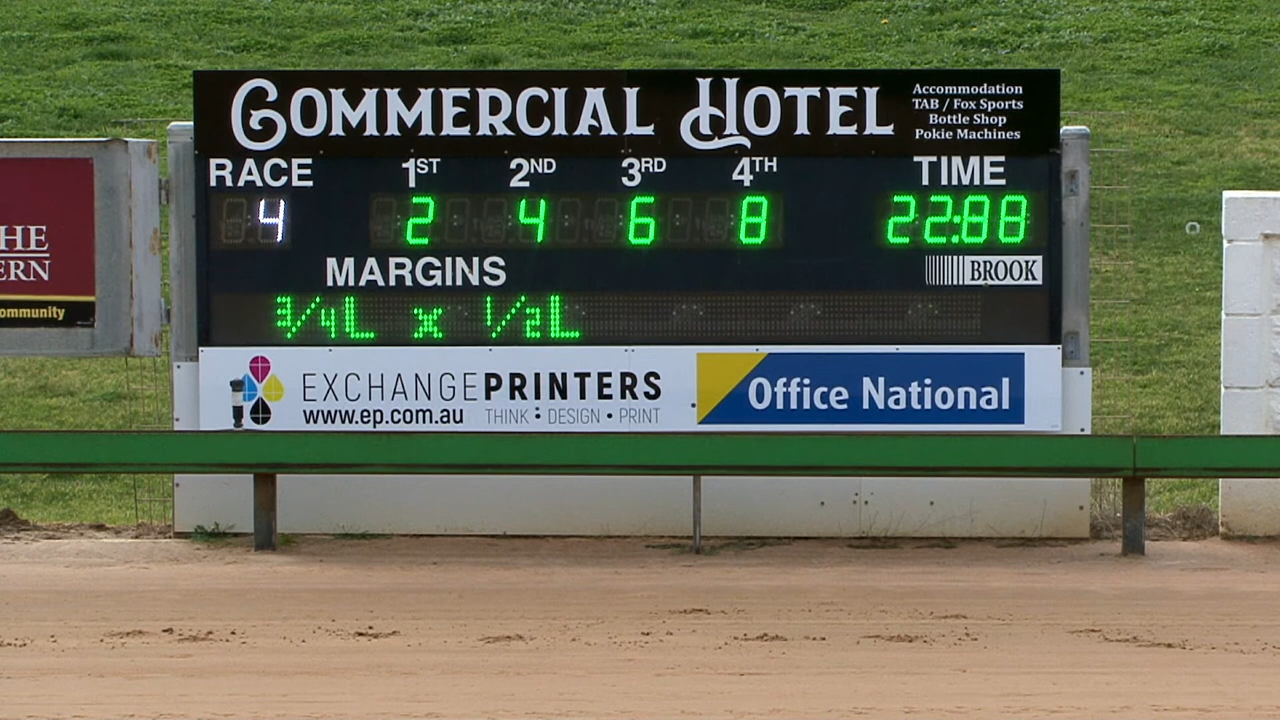 COMMERCIAL HOTEL
Accommodation
TAB / Fox Sports
Bottle Shop
Pokie Machines
RACE 1ST 2ND 3RD 4TH TIME
4 2 4 6 8 22:88
MARGINS
BROOK
3/4L x 1/2L
HE
ERN
ommunity
EXCHANGEPRINTERS
www.ep.com.au THINK • DESIGN • PRINT
Office National